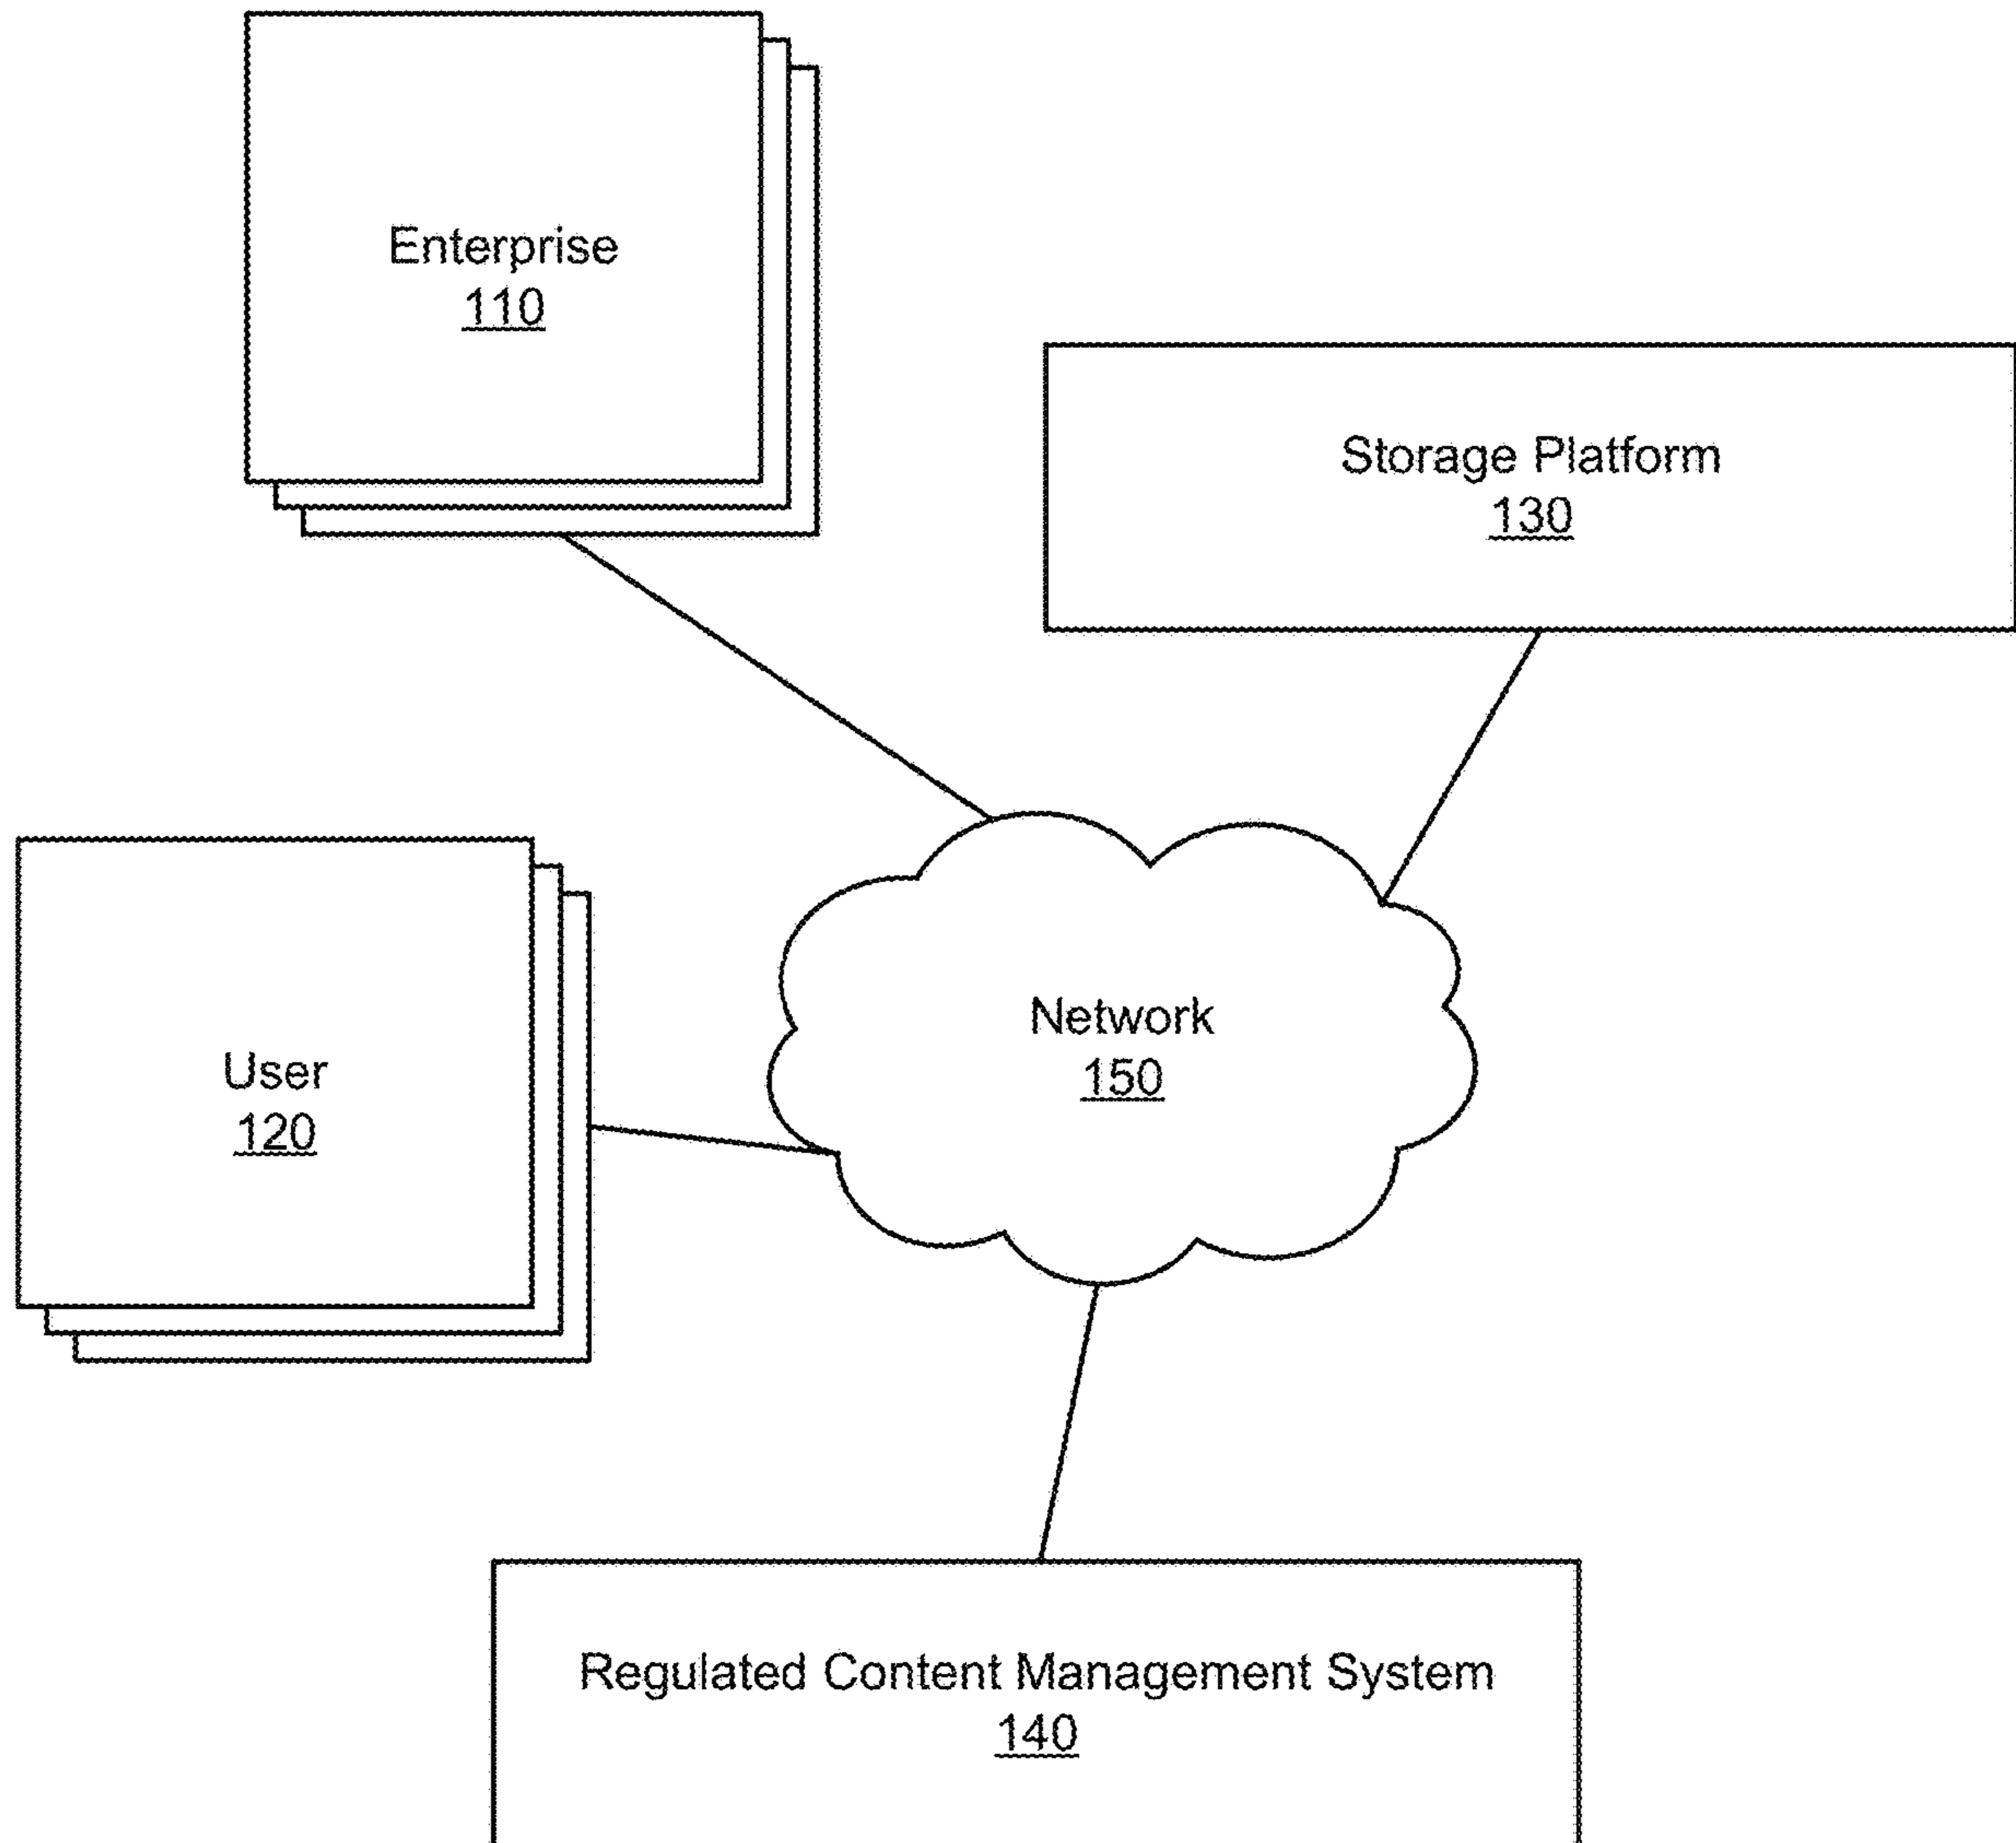 Enterprise
110
Storage Platform
130
Network
150
User
120
Regulated Content Management System
140